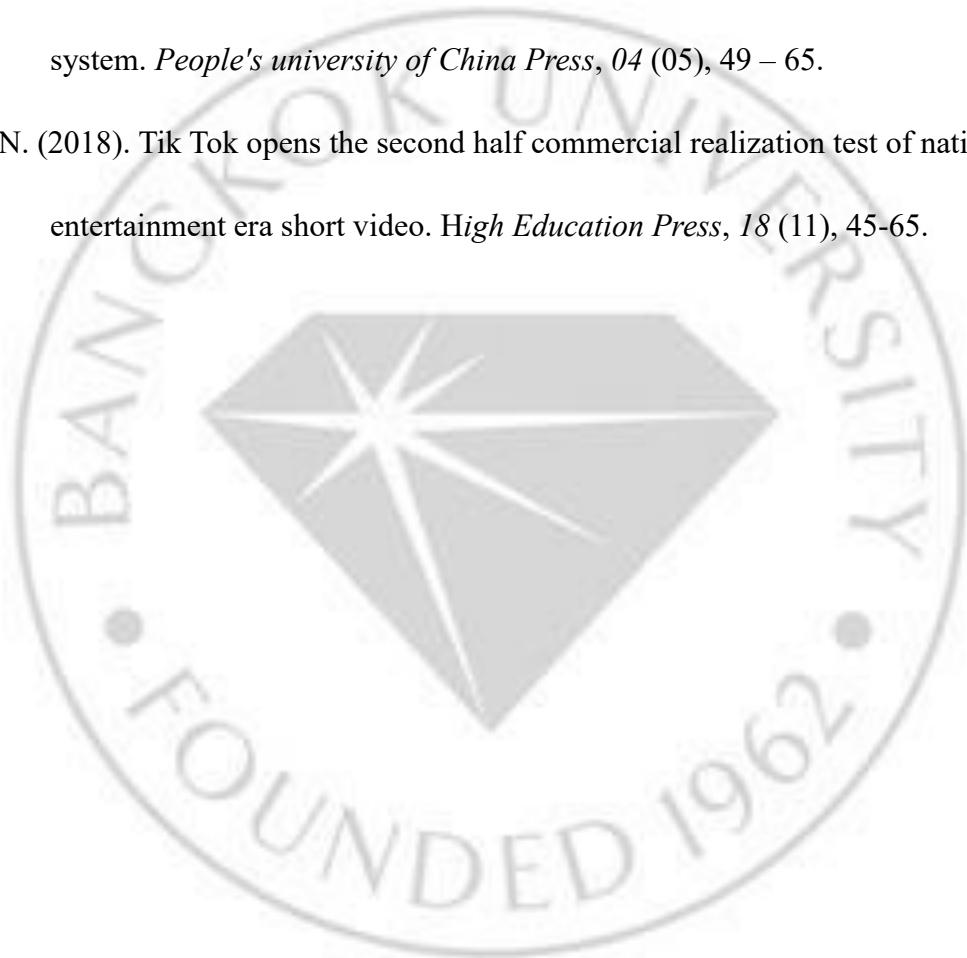 system. People's university of China Press, 04 (05), 49 – 65.
N. (2018). Tik Tok opens the second half commercial realization test of nati
entertainment era short video. High Education Press, 18 (11), 45-65.
BANGKOK UNIVERSITY
FOUNDED 1962